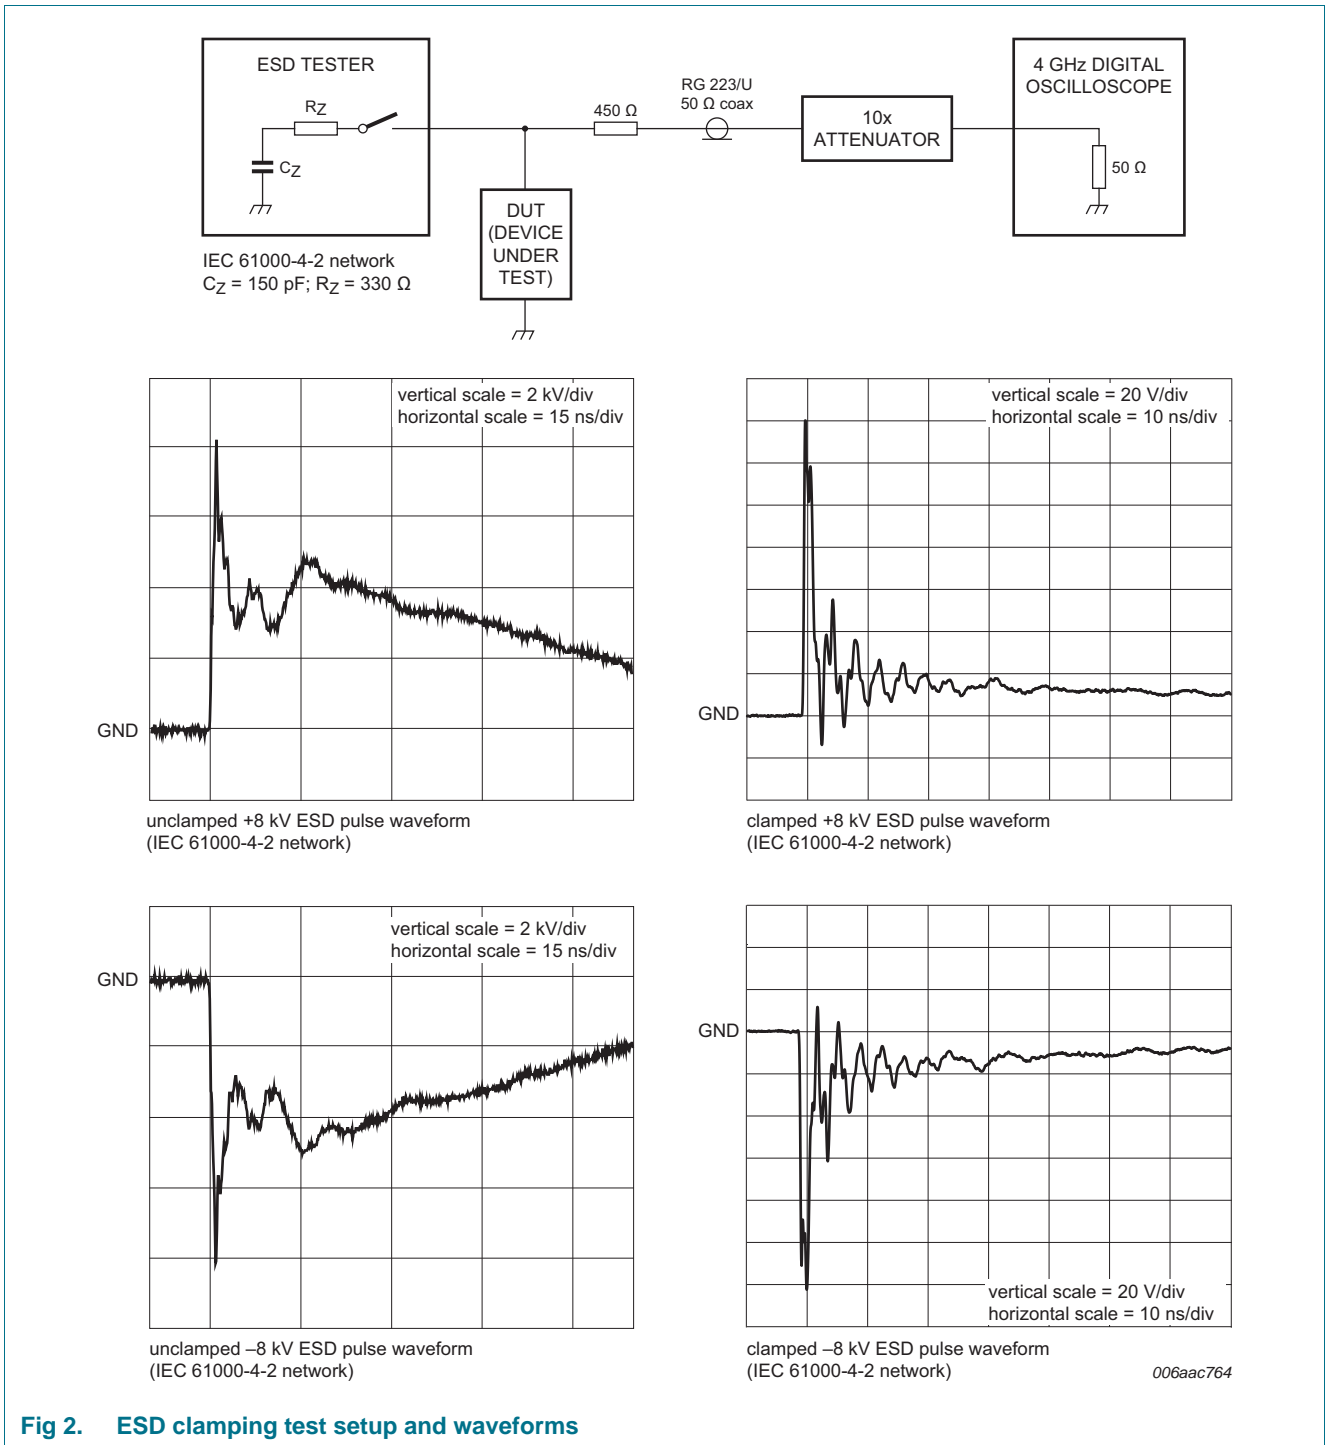 ESD TESTER
RZ
CZ
IEC 61000-4-2 network
CZ = 150 pF; RZ = 330 Ω
DUT
(DEVICE
UNDER
TEST)
450 Ω
RG 223/U
50 Ω coax
10x
ATTENUATOR
4 GHz DIGITAL
OSCILLOSCOPE
50 Ω
vertical scale = 2 kV/div
horizontal scale = 15 ns/div
GND
unclamped +8 kV ESD pulse waveform
(IEC 61000-4-2 network)
vertical scale = 20 V/div
horizontal scale = 10 ns/div
GND
clamped +8 kV ESD pulse waveform
(IEC 61000-4-2 network)
vertical scale = 2 kV/div
horizontal scale = 15 ns/div
GND
unclamped –8 kV ESD pulse waveform
(IEC 61000-4-2 network)
GND
vertical scale = 20 V/div
horizontal scale = 10 ns/div
clamped –8 kV ESD pulse waveform
(IEC 61000-4-2 network)
006aac764
Fig 2. ESD clamping test setup and waveforms